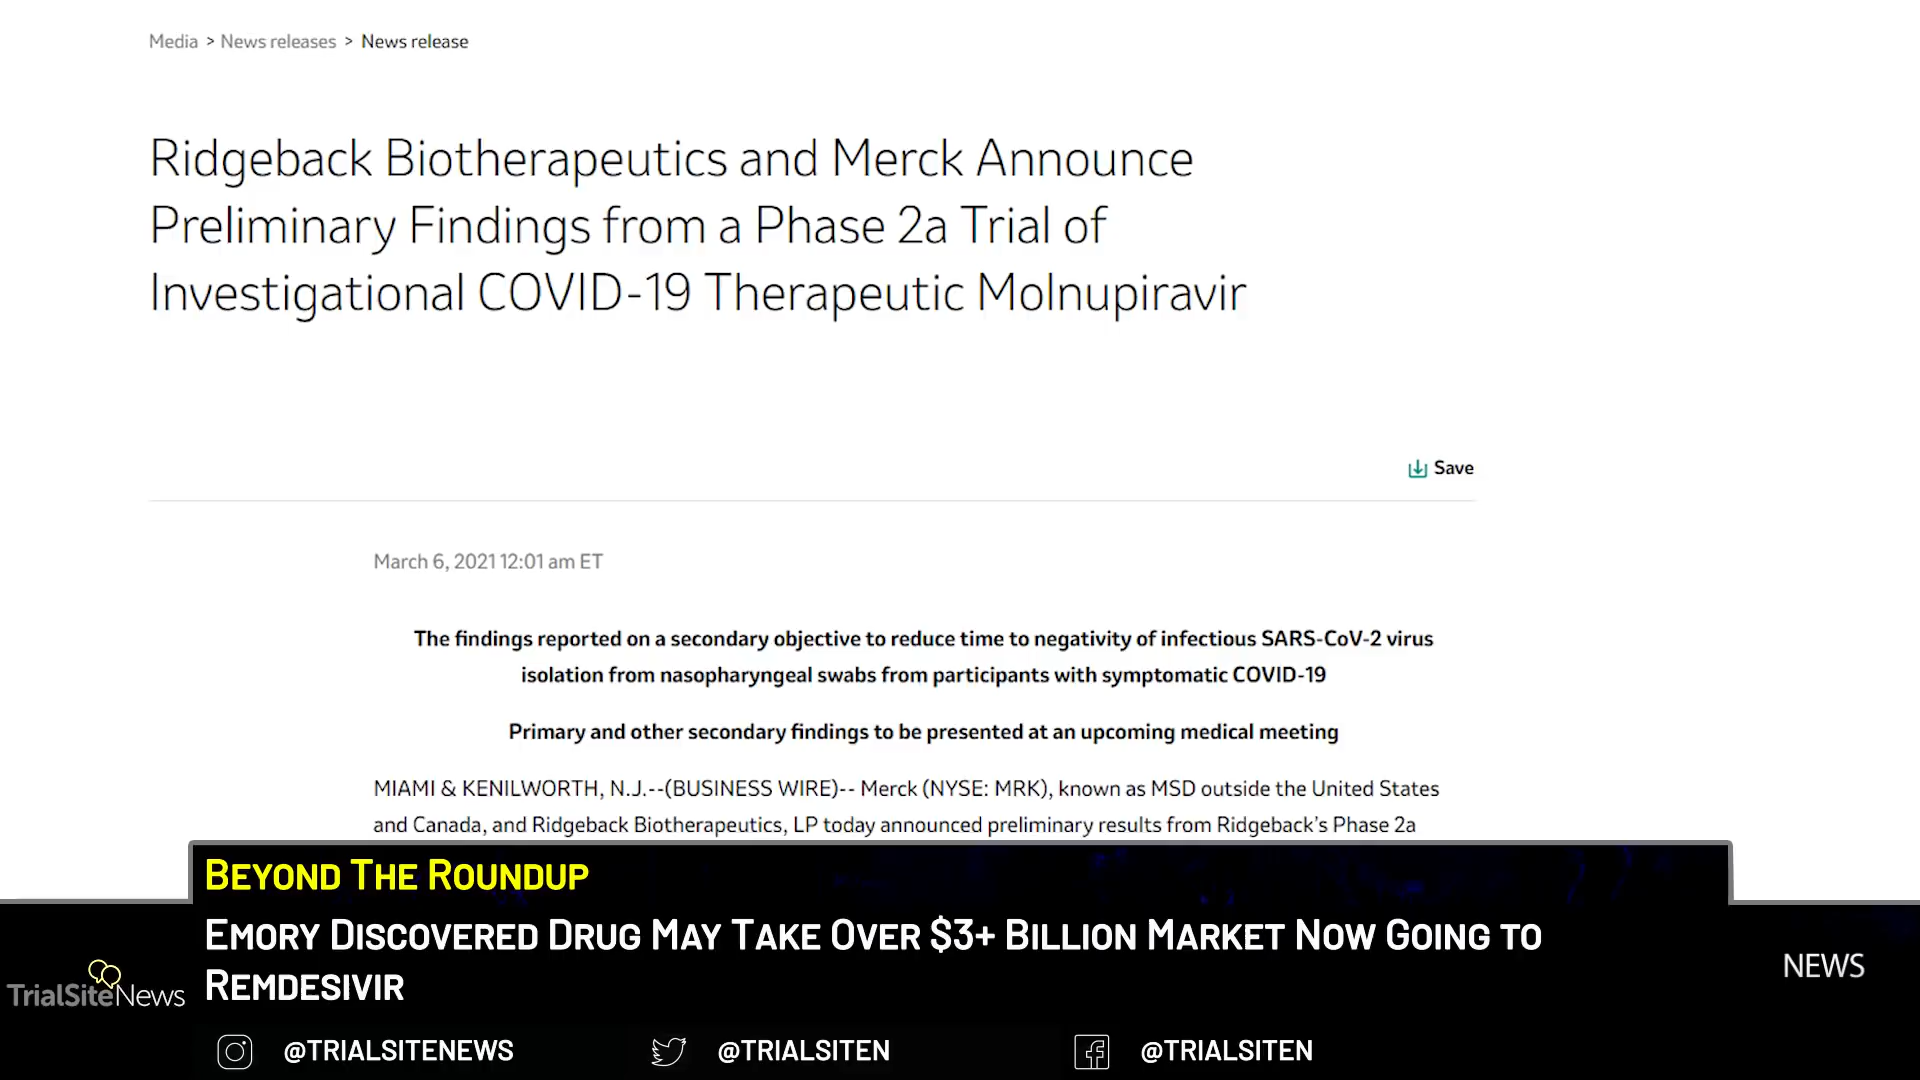 Media > News releases > News release
Ridgeback Biotherapeutics and Merck Announce
Preliminary Findings from a Phase 2a Trial of
Investigational COVID-19 Therapeutic Molnupiravir
Save
March 6, 2021 12:01 am ET
The findings reported on a secondary objective to reduce time to negativity of infectious SARS-CoV-2 virus
isolation from nasopharyngeal swabs from participants with symptomatic COVID-19
Primary and other secondary findings to be presented at an upcoming medical meeting
MIAMI & KENILWORTH, N.J.--(BUSINESS WIRE)-- Merck (NYSE: MRK), known as MSD outside the United States
and Canada, and Ridgeback Biotherapeutics, LP today announced preliminary results from Ridgeback's Phase 2a
BEYOND THE ROUNDUP
EMORY DISCOVERED DRUG MAY TAKE OVER $3+ BILLION MARKET NOW GOING TO
REMDESIVIR
TrialSiteNews
NEWS
@TRIALSITENEWS
@TRIALSITEN
@TRIALSITEN